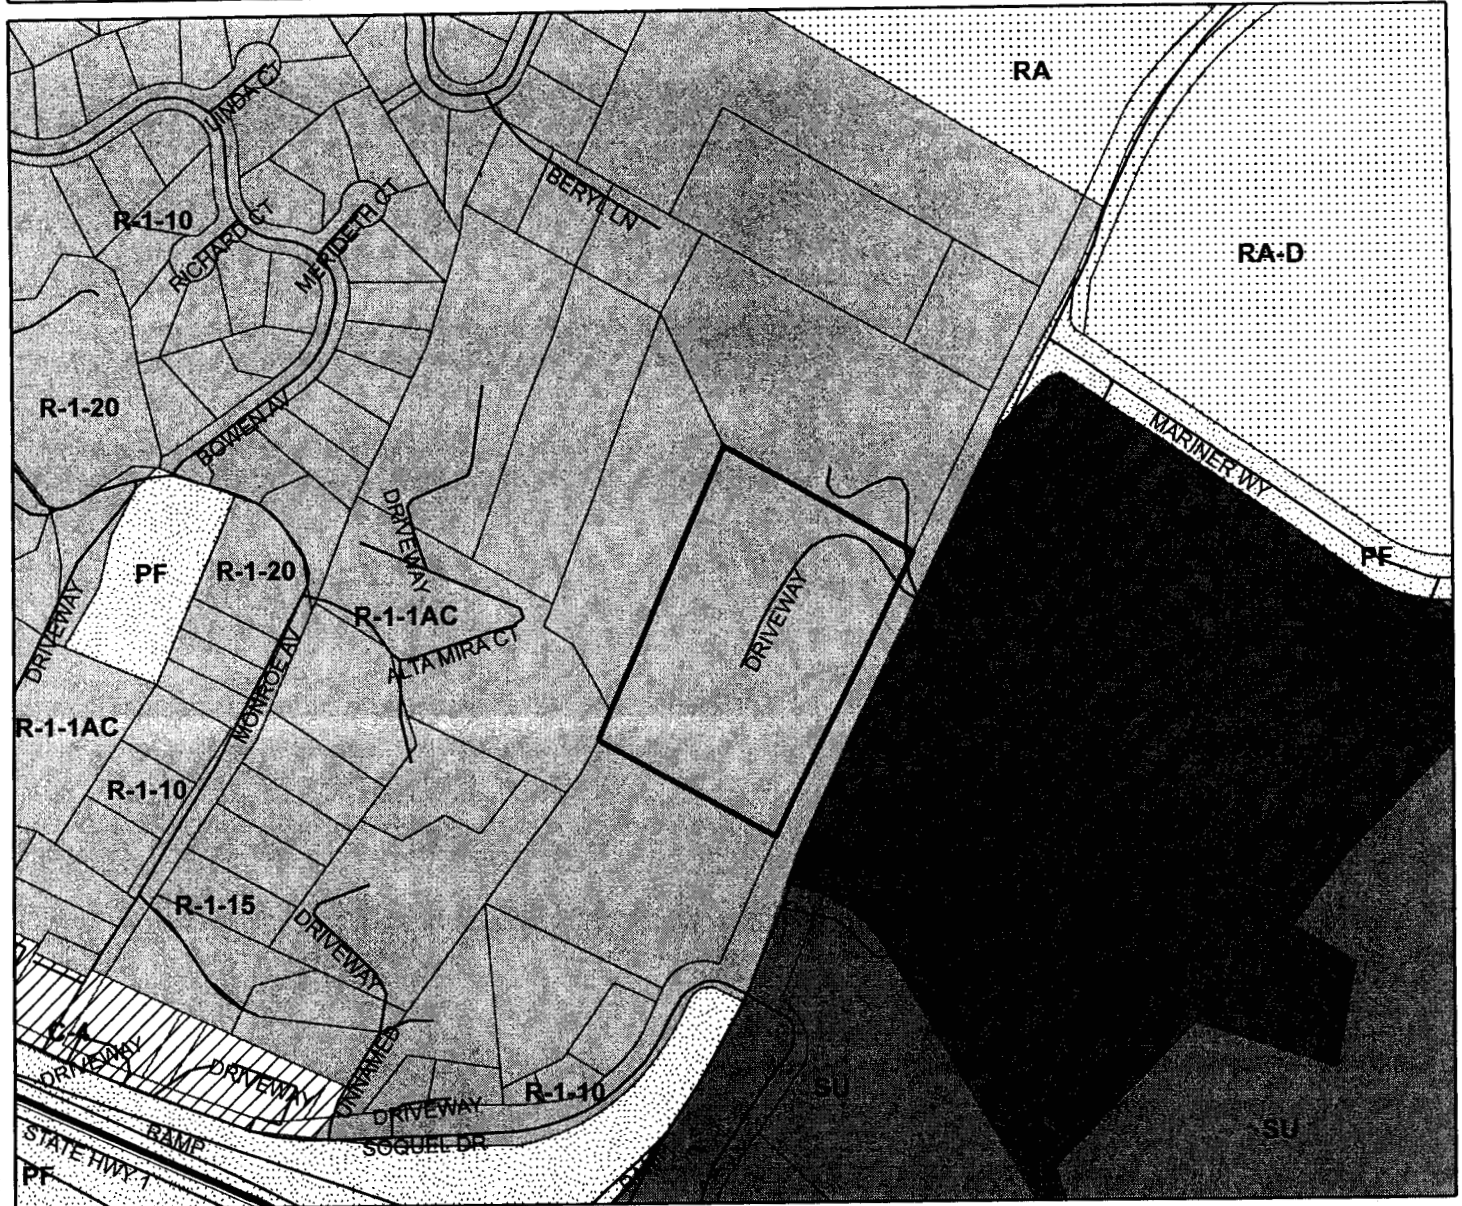 RA
LINDA CT
BERYL LN
R-1-10
RICHARD CT
MERIDETH CT
RA-D
R-1-20
BOWEN AV
MARINER WY
DRIVEWAY
PF
PF
R-1-20
DRIVEWAY
R-1-1AC
DRIVEWAY
ALTA MIRA CT
MONROE AV
R-1-1AC
R-1-10
R-1-15
DRIVEWAY
C-4
DRIVEWAY
DRIVEWAY
UNNAMED
DRIVEWAY
R-1-10
SU
SU
RAMP
SOQUEL DR
STATE HWY 1
PF